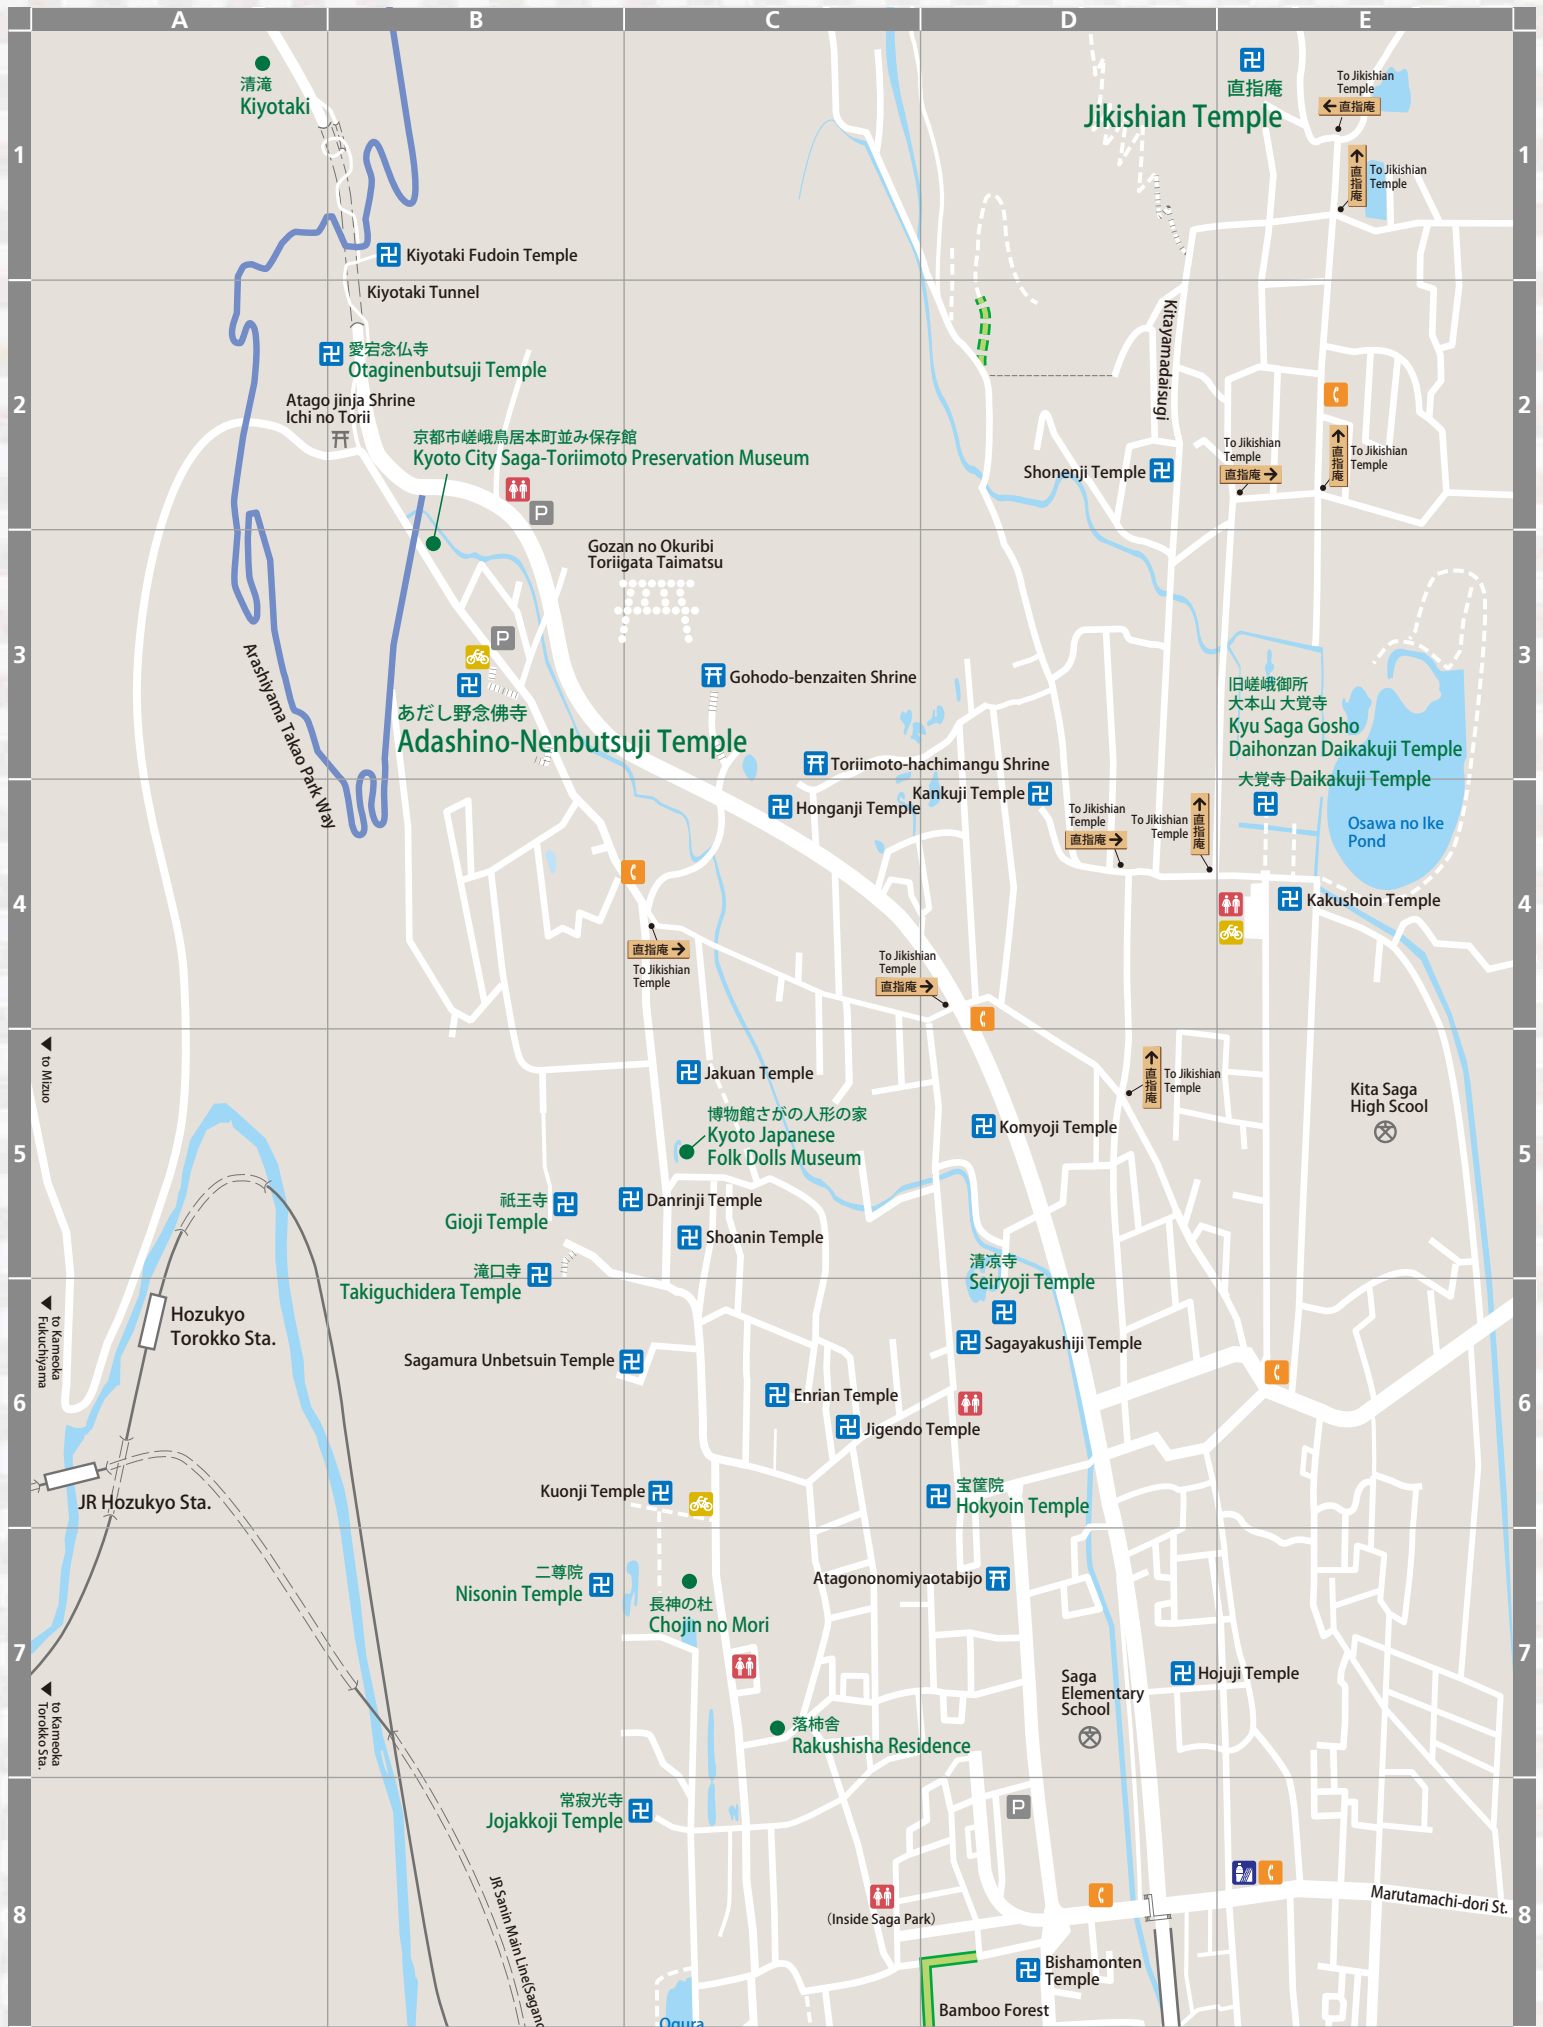 A B C D E
1
1
2
2
3
3
4
4
5
5
6
6
7
7
8
8
清滝
Kiyotaki
直指庵
Jikishian Temple
To Jikishian
Temple
←直指庵
↑直指庵
To Jikishian
Temple
Kiyotaki Fudoin Temple
Kiyotaki Tunnel
愛宕念仏寺
Otaginenbutsuji Temple
Atago jinja Shrine
Ichi no Torii
京都市嵯峨鳥居本町並み保存館
Kyoto City Saga-Toriimoto Preservation Museum
P
Kitayamadaisugi
Shonenji Temple
To Jikishian
Temple
直指庵→
↑直指庵
To Jikishian
Temple
Gozan no Okuribi
Toriigata Taimatsu
P
Arashiyama Takao Park Way
あだし野念佛寺
Adashino-Nenbutsuji Temple
Gohodo-benzaiten Shrine
Toriimoto-hachimangu Shrine
旧嵯峨御所
大本山 大覚寺
Kyu Saga Gosho
Daihonzan Daikakuji Temple
大覚寺 Daikakuji Temple
Kankuji Temple
Honganji Temple
To Jikishian
Temple
直指庵→
To Jikishian
Temple
↑直指庵
Osawa no Ike
Pond
Kakushoin Temple
直指庵→
To Jikishian
Temple
To Jikishian
Temple
直指庵→
to Mizuo
Jakuan Temple
↑直指庵
To Jikishian
Temple
Kita Saga
High Scool
博物館さがの人形の家
Kyoto Japanese
Folk Dolls Museum
Komyoji Temple
祇王寺
Gioji Temple
Danrinji Temple
Shoanin Temple
滝口寺
Takiguchidera Temple
清凉寺
Seiryoji Temple
to Kameoka
Fukuchiyama
Hozukyo
Torokko Sta.
Sagayakushiji Temple
Sagamura Unbetsuin Temple
Enrian Temple
Jigendo Temple
JR Hozukyo Sta.
Kuonji Temple
宝筐院
Hokyoin Temple
二尊院
Nisonin Temple
長神の杜
Chojin no Mori
Atagononomiyaotabijo
Saga
Elementary
School
Hojuji Temple
to Kameoka
Torokko Sta.
落柿舎
Rakushisha Residence
常寂光寺
Jojakkoji Temple
P
JR Sanin Main Line(Sagano
(Inside Saga Park)
Marutamachi-dori St.
Bishamonten
Temple
Bamboo Forest
Ogura